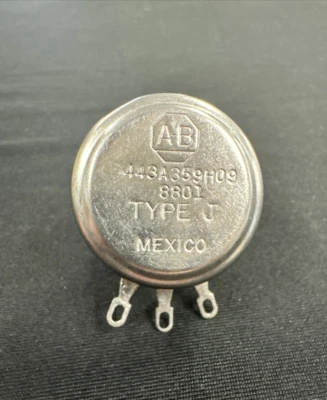 AB
443A359H09
8801
TYPE J
MEXICO